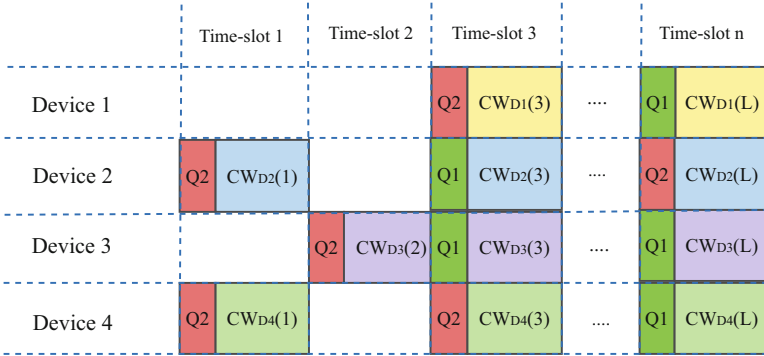 Time-slot 1 Time-slot 2 Time-slot 3 Time-slot n
Device 1 Q2 CWD1(3) .... Q1 CWD1(L)
Device 2 Q2 CWD2(1) Q1 CWD2(3) .... Q2 CWD2(L)
Device 3 Q2 CWD3(2) Q1 CWD3(3) .... Q1 CWD3(L)
Device 4 Q2 CWD4(1) Q2 CWD4(3) .... Q1 CWD4(L)